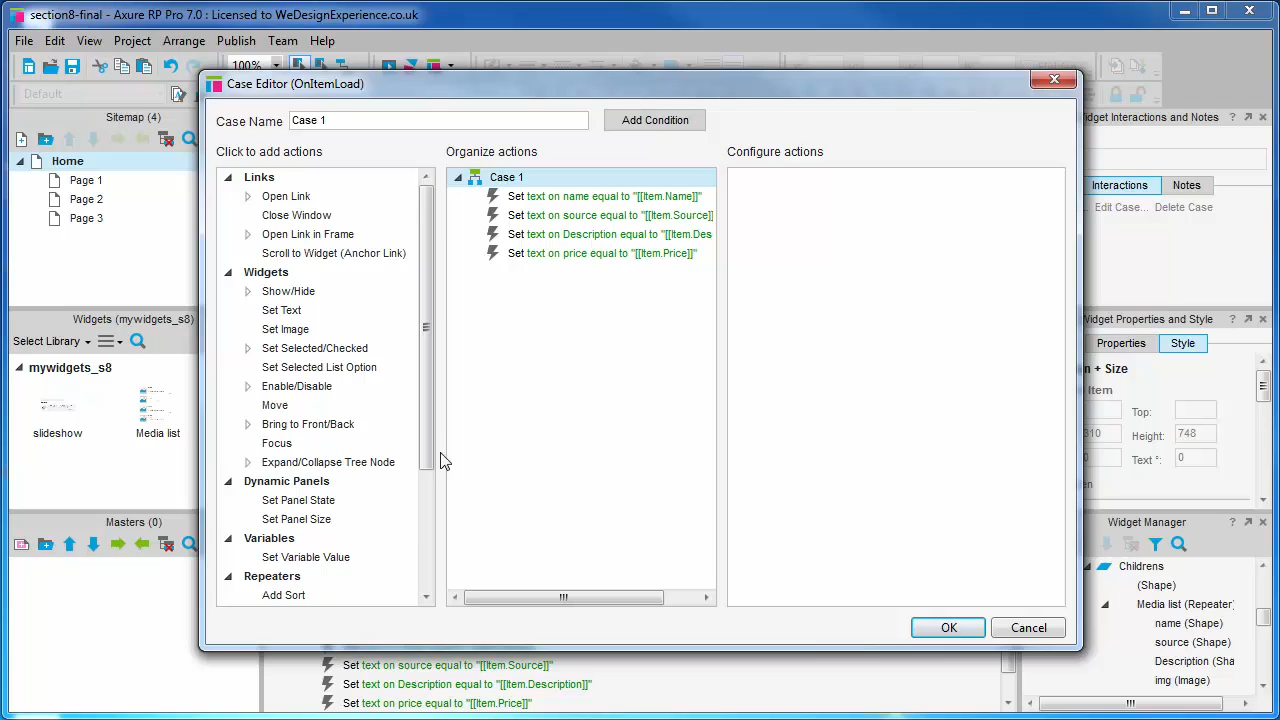 section8-final - Axure RP Pro 7.0 : Licensed to WeDesignExperience.co.uk
File Edit View Project Arrange Publish Team Help
100%
Default
Case Editor (OnItemLoad)
Case Name Case 1 Add Condition
Click to add actions
Links
Open Link
Close Window
Open Link in Frame
Scroll to Widget (Anchor Link)
Widgets
Show/Hide
Set Text
Set Image
Set Selected/Checked
Set Selected List Option
Enable/Disable
Move
Bring to Front/Back
Focus
Expand/Collapse Tree Node
Dynamic Panels
Set Panel State
Set Panel Size
Variables
Set Variable Value
Repeaters
Add Sort
Organize actions
Case 1
Set text on name equal to "[[Item.Name]]"
Set text on source equal to "[[Item.Source]]
Set text on Description equal to "[[Item.Des
Set text on price equal to "[[Item.Price]]"
Configure actions
OK Cancel
Sitemap (4)
Home
Page 1
Page 2
Page 3
Widgets (mywidgets_s8)
Select Library
mywidgets_s8
slideshow Media list
Masters (0)
Set text on source equal to "[[Item.Source]]"
Set text on Description equal to "[[Item.Description]]"
Set text on price equal to "[[Item.Price]]"
idget Interactions and Notes ?
Interactions Notes
Edit Case... Delete Case
idget Properties and Style ?
Properties Style
n + Size
Item
Top:
310 Height: 748
0 Text °: 0
en
Widget Manager ?
Childrens
(Shape)
Media list (Repeater)
name (Shape)
source (Shape)
Description (Sha
img (Image)